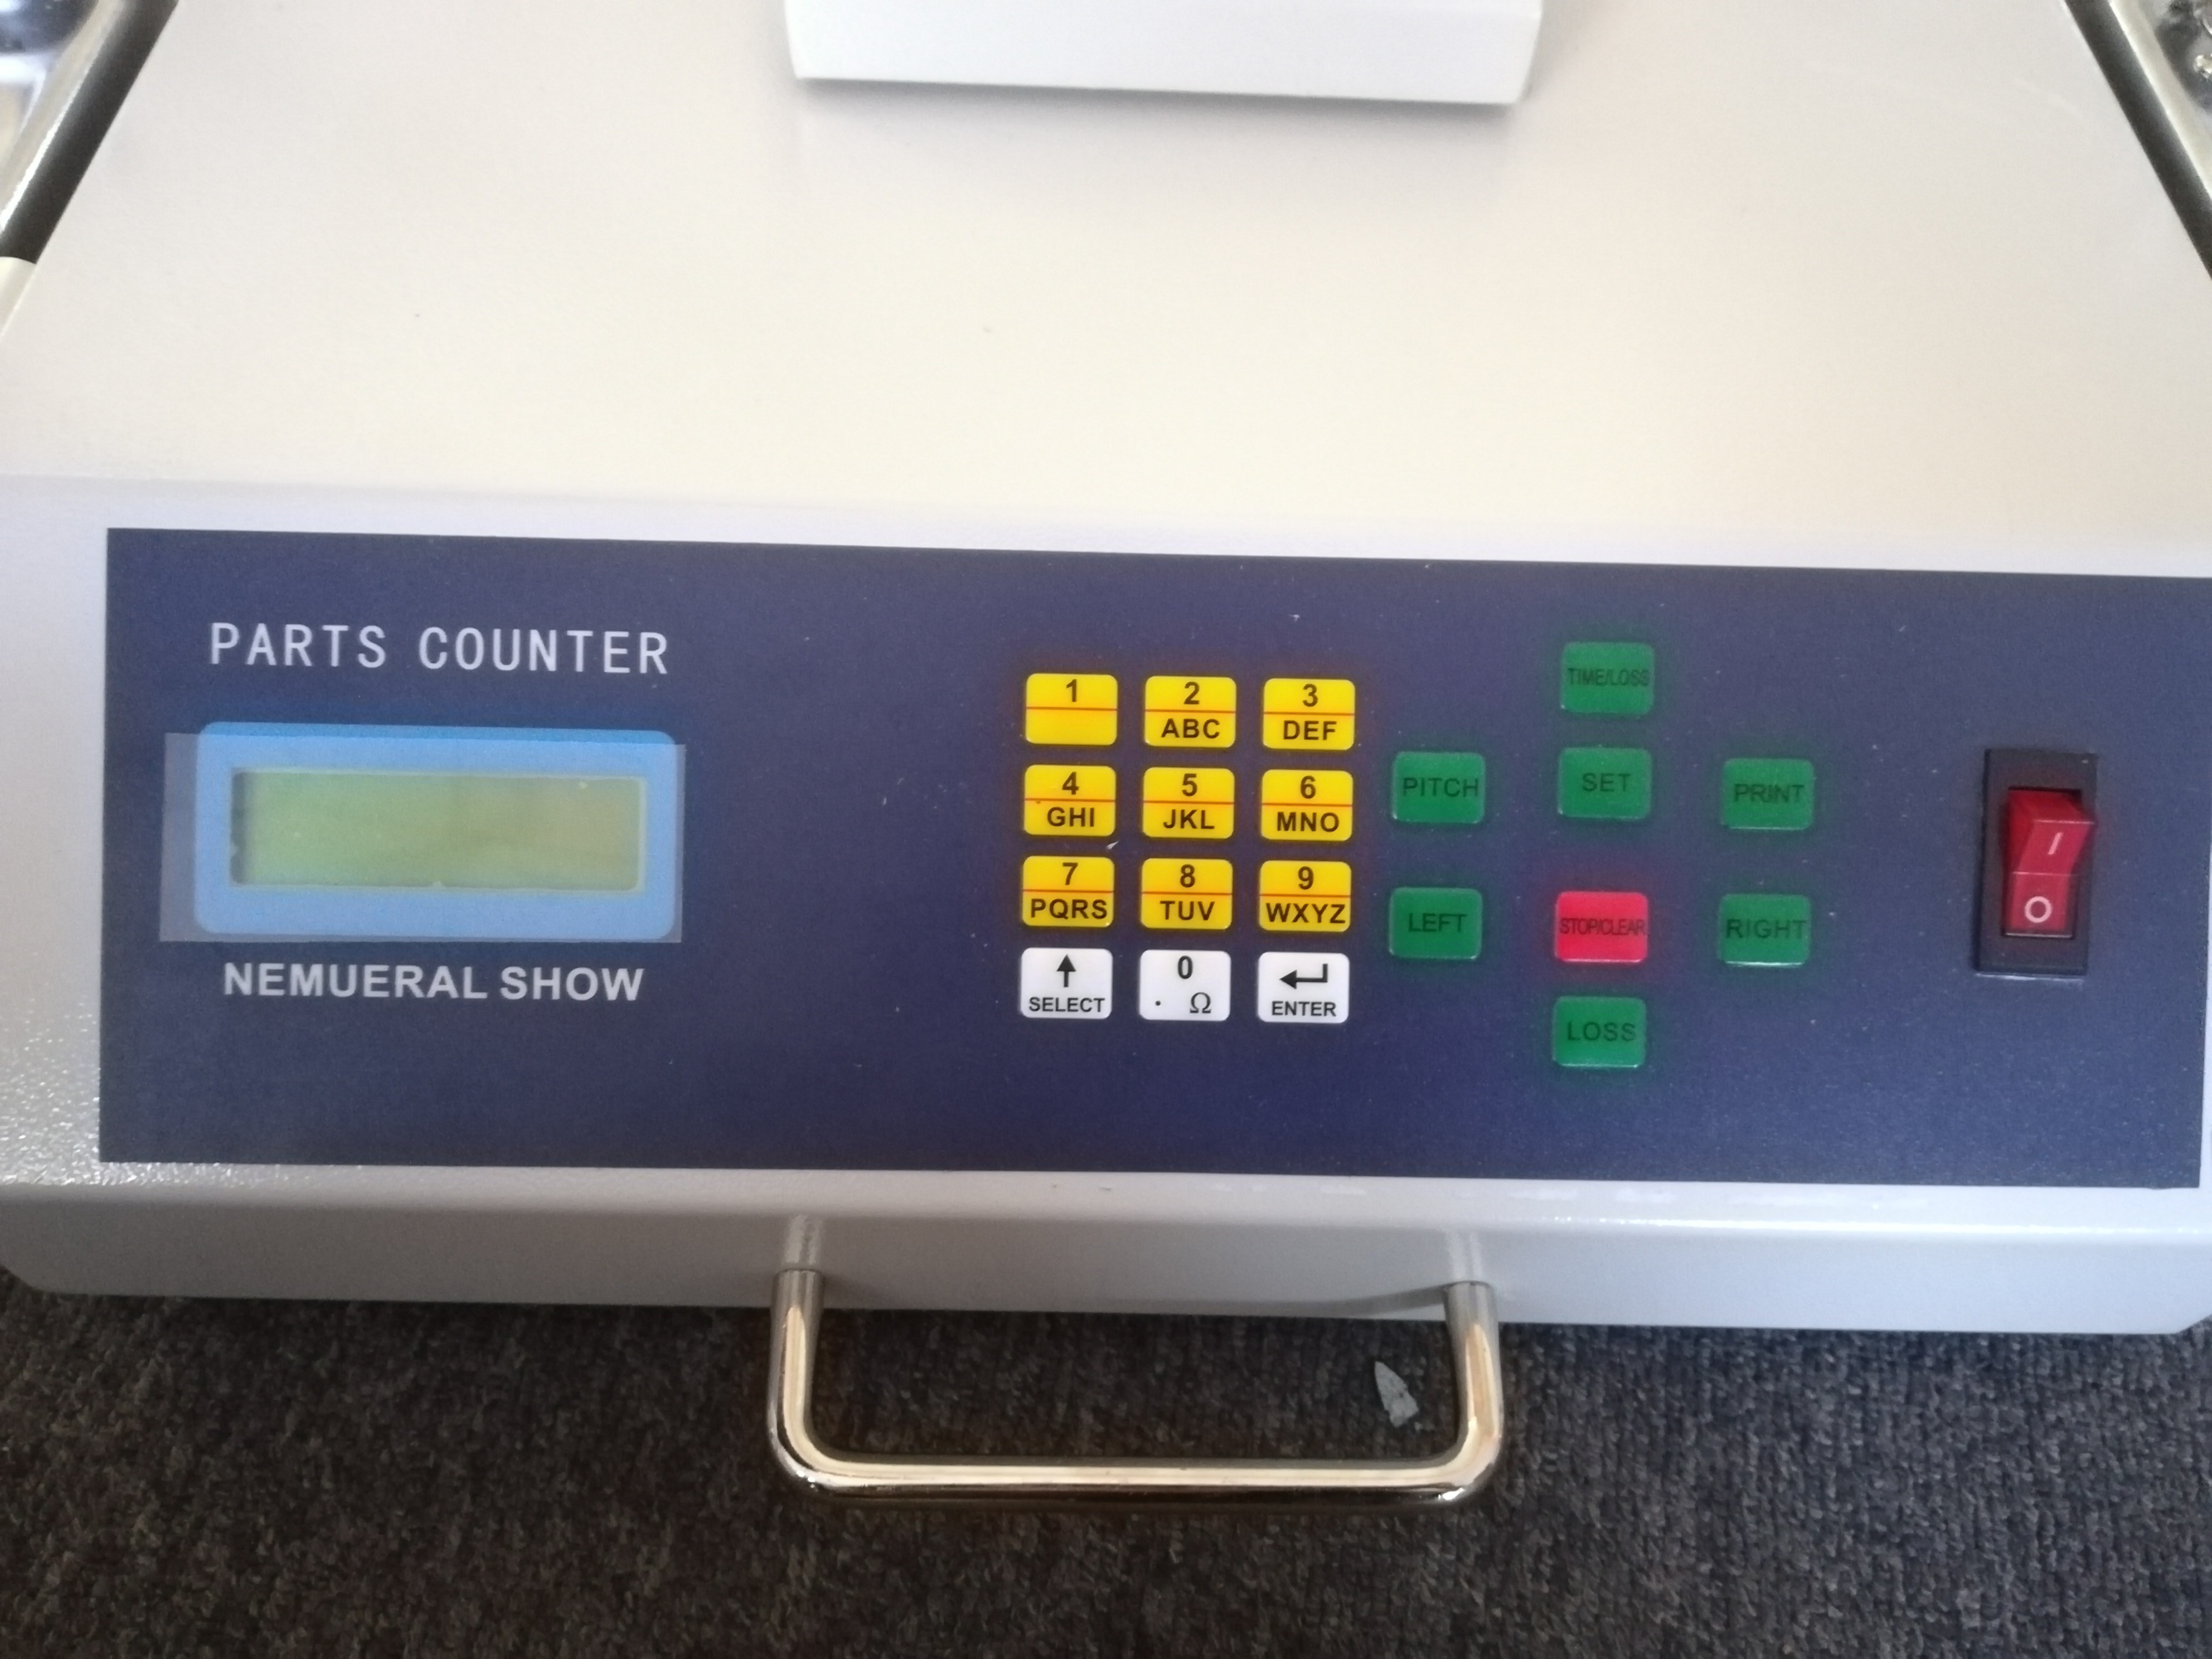 PARTS COUNTER
NEMUERAL SHOW
1
2
ABC
3
DEF
4
GHI
5
JKL
6
MNO
7
PQRS
8
TUV
9
WXYZ
↑
SELECT
0
. Ω
↵
ENTER
TIME/LOSS
PITCH
SET
PRINT
LEFT
STOP/CLEAR
RIGHT
LOSS
I
O